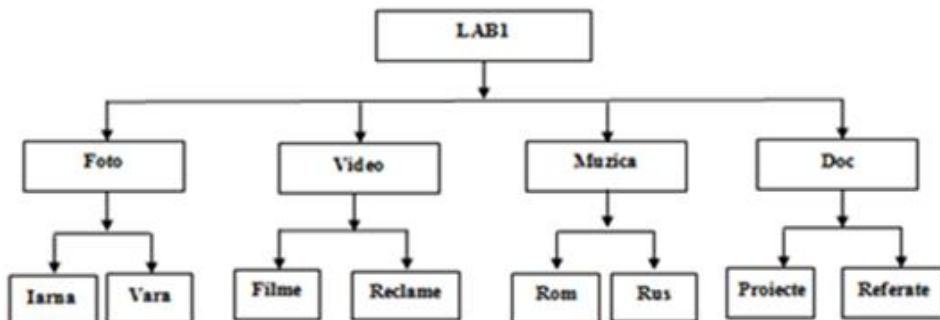 LAB1
Foto Video Muzica Doc
Iarna Vara Filme Reclame Rom Rus Proiecte Referate